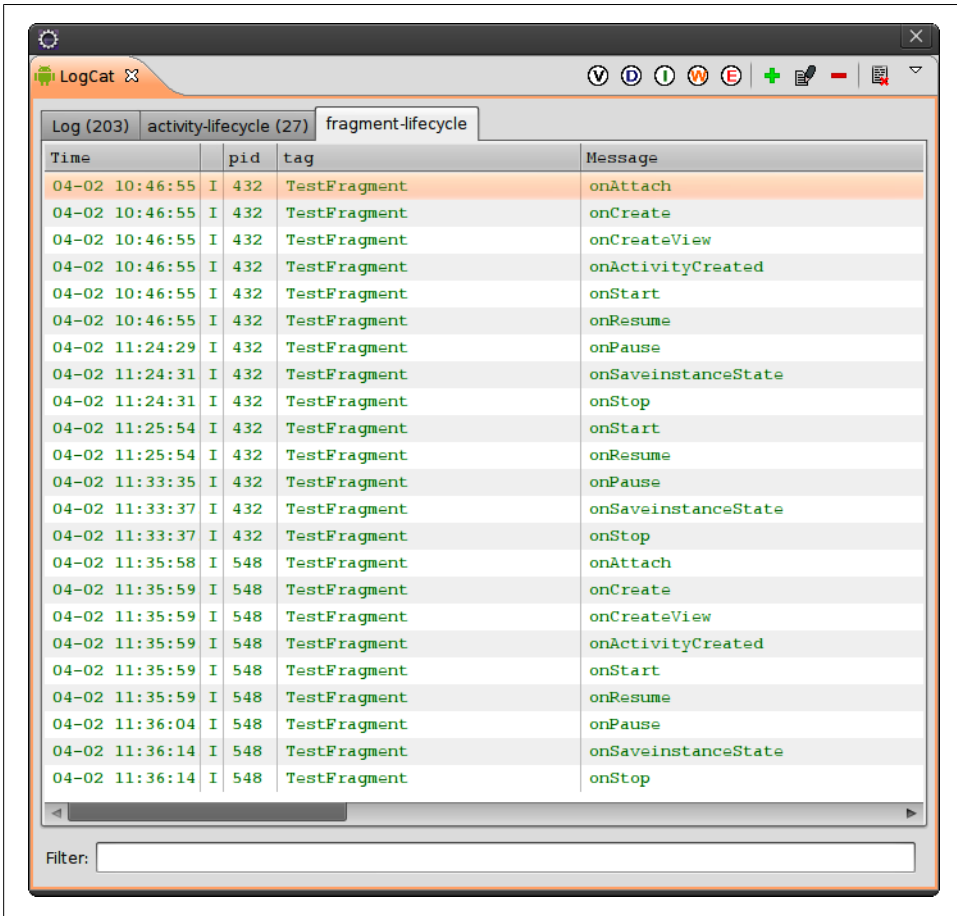 LogCat
V D I W E
Log (203) activity-lifecycle (27) fragment-lifecycle
Time pid tag Message
04-02 10:46:55 I 432 TestFragment onAttach
04-02 10:46:55 I 432 TestFragment onCreate
04-02 10:46:55 I 432 TestFragment onCreateView
04-02 10:46:55 I 432 TestFragment onActivityCreated
04-02 10:46:55 I 432 TestFragment onStart
04-02 10:46:55 I 432 TestFragment onResume
04-02 11:24:29 I 432 TestFragment onPause
04-02 11:24:31 I 432 TestFragment onSaveinstanceState
04-02 11:24:31 I 432 TestFragment onStop
04-02 11:25:54 I 432 TestFragment onStart
04-02 11:25:54 I 432 TestFragment onResume
04-02 11:33:35 I 432 TestFragment onPause
04-02 11:33:37 I 432 TestFragment onSaveinstanceState
04-02 11:33:37 I 432 TestFragment onStop
04-02 11:35:58 I 548 TestFragment onAttach
04-02 11:35:59 I 548 TestFragment onCreate
04-02 11:35:59 I 548 TestFragment onCreateView
04-02 11:35:59 I 548 TestFragment onActivityCreated
04-02 11:35:59 I 548 TestFragment onStart
04-02 11:35:59 I 548 TestFragment onResume
04-02 11:36:04 I 548 TestFragment onPause
04-02 11:36:14 I 548 TestFragment onSaveinstanceState
04-02 11:36:14 I 548 TestFragment onStop
Filter: